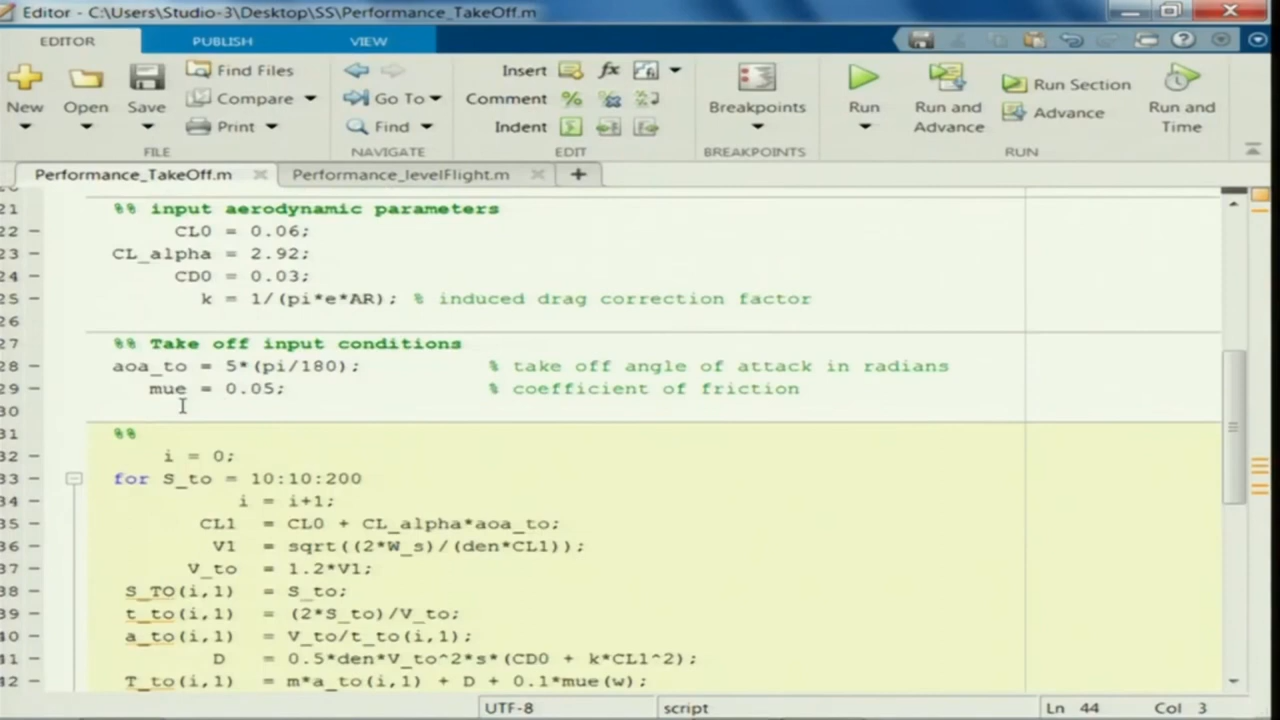 Editor - C:\Users\Studio-3\Desktop\SS\Performance_TakeOff.m
EDITOR PUBLISH VIEW
New Open Save Find Files Compare Print
Insert Comment Indent
Go To Find
Breakpoints Run Run and Advance Run Section Advance Run and Time
FILE NAVIGATE EDIT BREAKPOINTS RUN
Performance_TakeOff.m Performance_levelFlight.m
21 %% input aerodynamic parameters
22 CL0 = 0.06;
23 CL_alpha = 2.92;
24 CD0 = 0.03;
25 k = 1/(pi*e*AR); % induced drag correction factor
26
27 %% Take off input conditions
28 aoa_to = 5*(pi/180); % take off angle of attack in radians
29 mue = 0.05; % coefficient of friction
30
31 %%
32 i = 0;
33 for S_to = 10:10:200
34 i = i+1;
35 CL1 = CL0 + CL_alpha*aoa_to;
36 V1 = sqrt((2*W_s)/(den*CL1));
37 V_to = 1.2*V1;
38 S_TO(i,1) = S_to;
39 t_to(i,1) = (2*S_to)/V_to;
40 a_to(i,1) = V_to/t_to(i,1);
41 D = 0.5*den*V_to^2*s*(CD0 + k*CL1^2);
42 T_to(i,1) = m*a_to(i,1) + D + 0.1*mue(w);
UTF-8 script Ln 44 Col 3